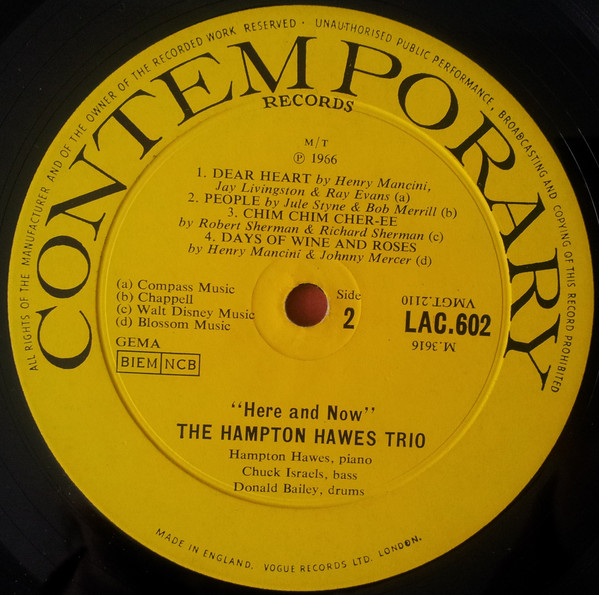 ALL RIGHTS OF THE MANUFACTURER AND OF THE OWNER OF THE RECORDED WORK RESERVED · UNAUTHORISED PUBLIC PERFORMANCE, BROADCASTING AND COPYING OF THIS RECORD PROHIBITED
CONTEMPORARY
RECORDS
M/T
℗ 1966
1. DEAR HEART by Henry Mancini,
Jay Livingston & Ray Evans (a)
2. PEOPLE by Jule Styne & Bob Merrill (b)
3. CHIM CHIM CHER-EE
by Robert Sherman & Richard Sherman (c)
4. DAYS OF WINE AND ROSES
by Henry Mancini & Johnny Mercer (d)
(a) Compass Music
(b) Chappell
(c) Walt Disney Music
(d) Blossom Music
GEMA
BIEM NCB
Side
2
VMGT.2110
LAC.602
M.3616
"Here and Now"
THE HAMPTON HAWES TRIO
Hampton Hawes, piano
Chuck Israels, bass
Donald Bailey, drums
MADE IN ENGLAND. VOGUE RECORDS LTD. LONDON.